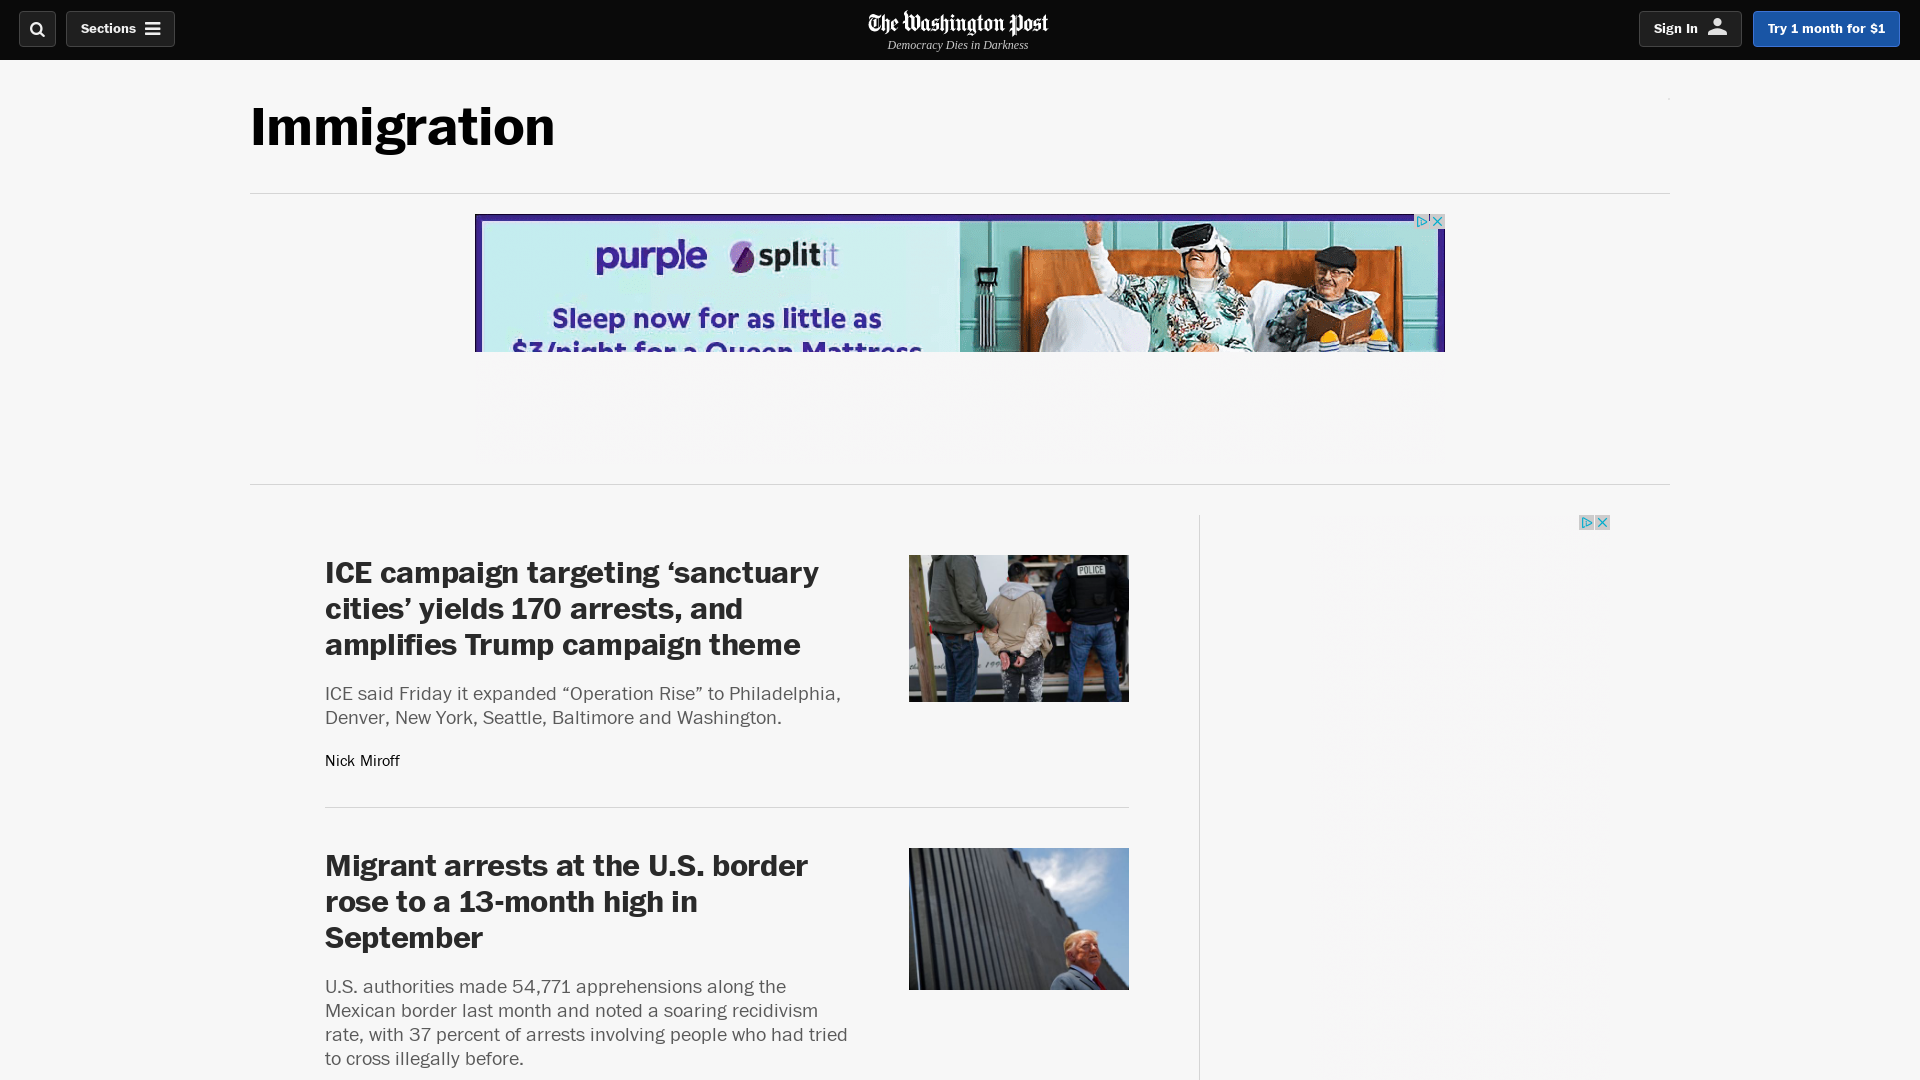 Sections
The Washington Post
Democracy Dies in Darkness
Sign In
Try 1 month for $1
Immigration
purple splitit
Sleep now for as little as
$3/night for a Queen Mattress
ICE campaign targeting ‘sanctuary
cities’ yields 170 arrests, and
amplifies Trump campaign theme
POLICE
ICE said Friday it expanded “Operation Rise” to Philadelphia,
Denver, New York, Seattle, Baltimore and Washington.
Nick Miroff
Migrant arrests at the U.S. border
rose to a 13-month high in
September
U.S. authorities made 54,771 apprehensions along the
Mexican border last month and noted a soaring recidivism
rate, with 37 percent of arrests involving people who had tried
to cross illegally before.